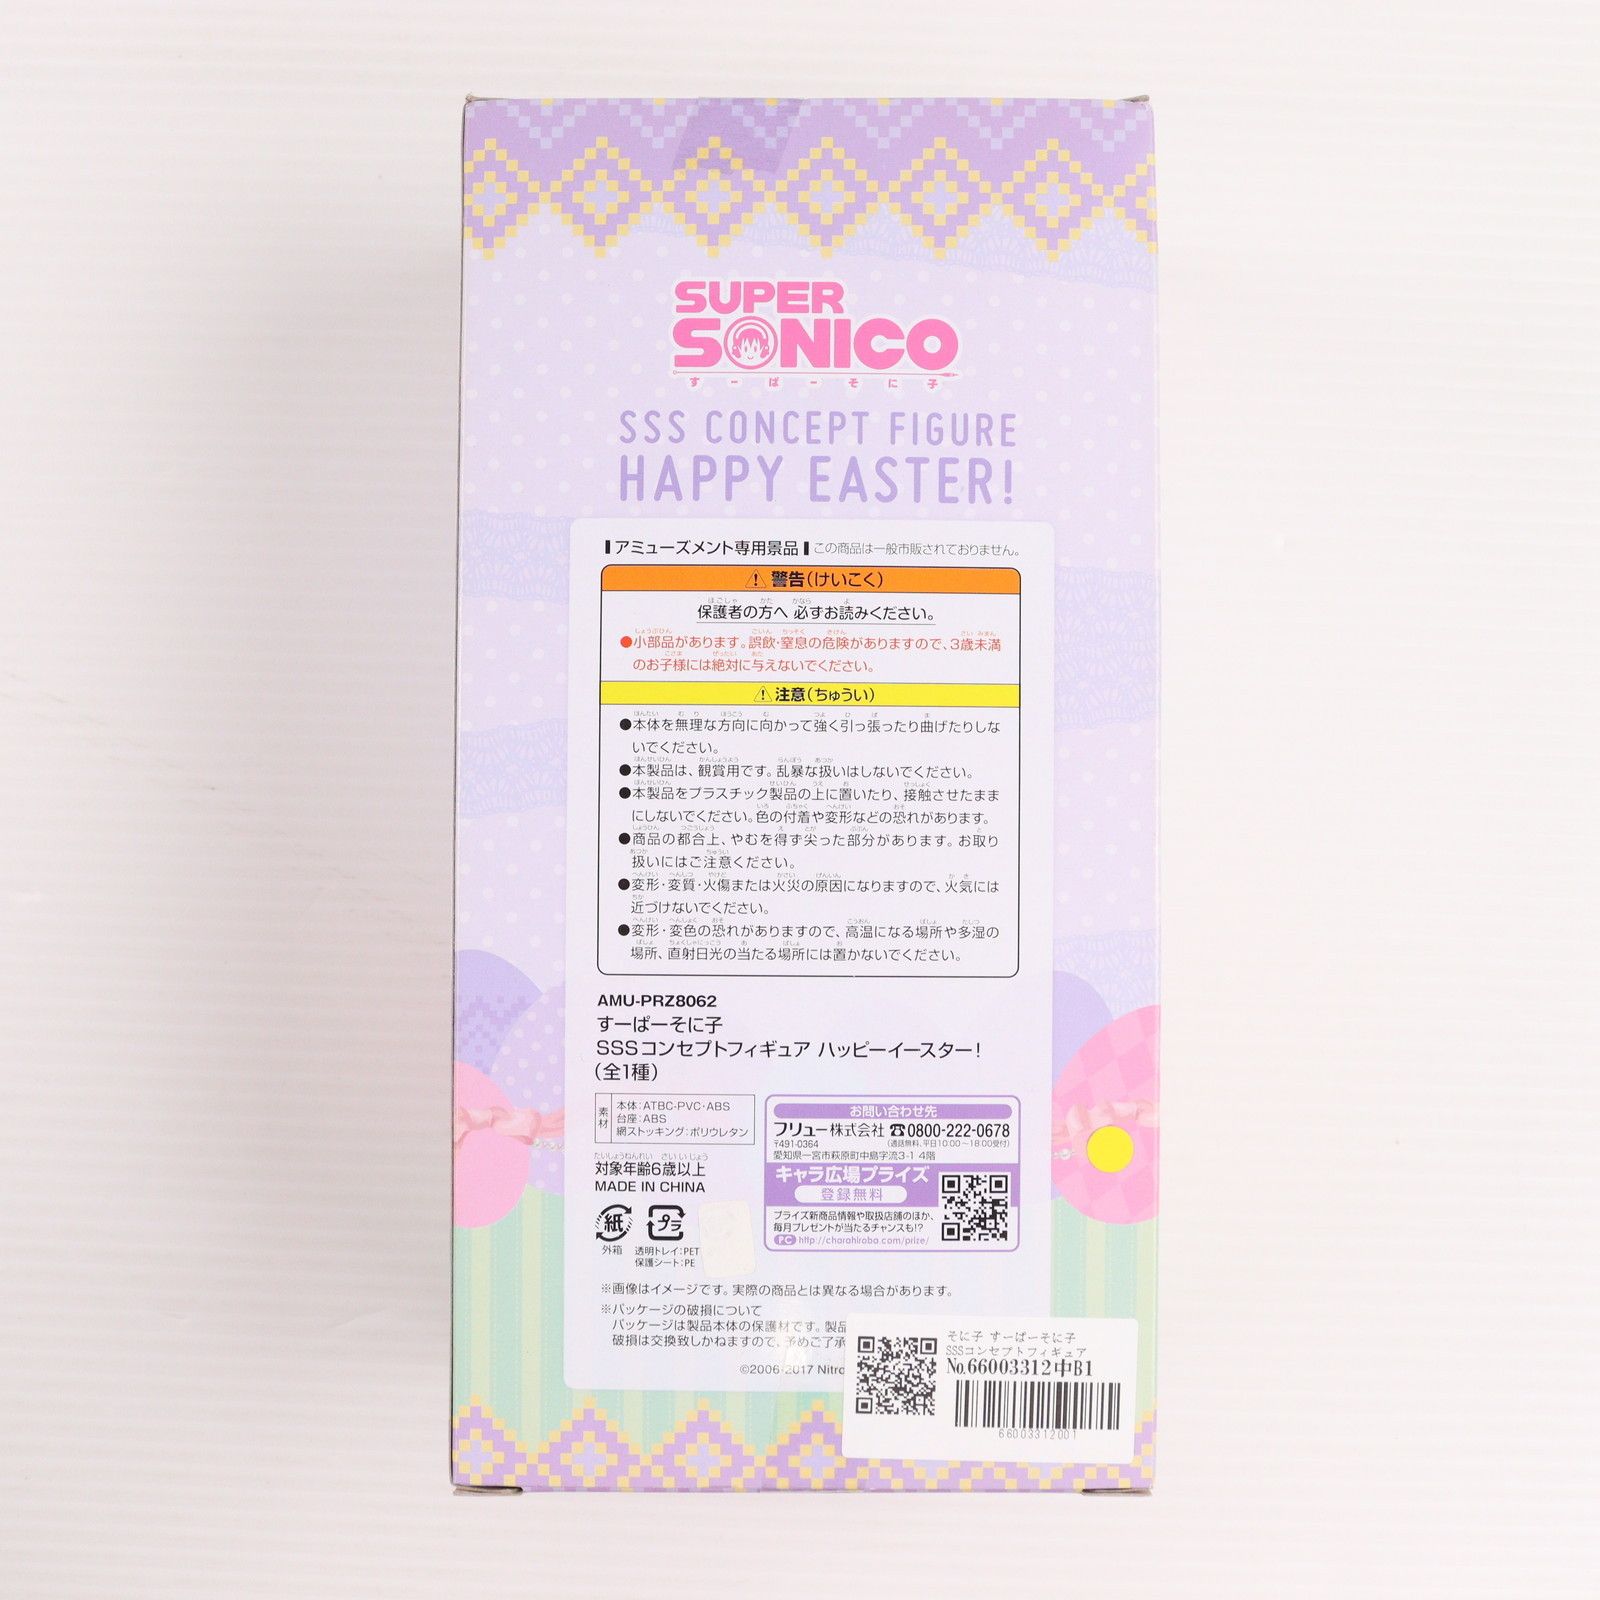 SUPER
SONICO
すーぱーそに子
SSS CONCEPT FIGURE
HAPPY EASTER!
アミューズメント専用景品 この商品は一般市販されておりません。
警告(けいこく)
保護者の方へ 必ずお読みください。
●小部品があります。誤飲・窒息の危険がありますので、3歳未満
のお子様には絶対に与えないでください。
注意(ちゅうい)
●本体を無理な方向に向かって強く引っ張ったり曲げたりしな
いでください。
●本製品は、観賞用です。乱暴な扱いはしないでください。
●本製品をプラスチック製品の上に置いたり、接触させたまま
にしないでください。色の付着や変形などの恐れがあります。
●商品の都合上、やむを得ず尖った部分があります。お取り
扱いにはご注意ください。
●変形・変質・火傷または火災の原因になりますので、火気には
近づけないでください。
●変形・変色の恐れがありますので、高温になる場所や多湿の
場所、直射日光の当たる場所には置かないでください。
AMU-PRZ8062
すーぱーそに子
SSSコンセプトフィギュア ハッピーイースター!
(全1種)
素材
本体:ATBC-PVC・ABS
台座:ABS
網ストッキング:ポリウレタン
対象年齢6歳以上
MADE IN CHINA
紙
外箱
プラ
透明トレイ:PET
保護シート:PE
お問い合わせ先
フリュー株式会社 ☎0800-222-0678
〒491-0364 (通話無料、平日10:00~18:00受付)
愛知県一宮市萩原町中島字流3-1 4階
キャラ広場プライズ
登録無料
プライズ新商品情報や取扱店舗のほか、
毎月プレゼントが当たるチャンスも!?
PC http://charahiroba.com/prize/
※画像はイメージです。実際の商品とは異なる場合があります。
※パッケージの破損について
パッケージは製品本体の保護材です。製品
破損は交換致しかねますので、予めご了承
©2006-2017 Nitro
そに子 すーぱーそに子
SSSコンセプトフィギュア
No.66003312中B1
66003312001